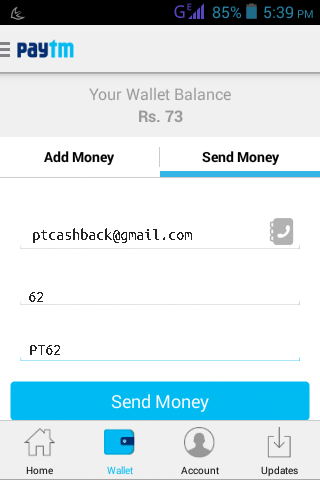 G E 85% 5:39 PM
paytm
Your Wallet Balance
Rs. 73
Add Money Send Money
ptcashback@gmail.com
62
PT62
Send Money
Home Wallet Account Updates